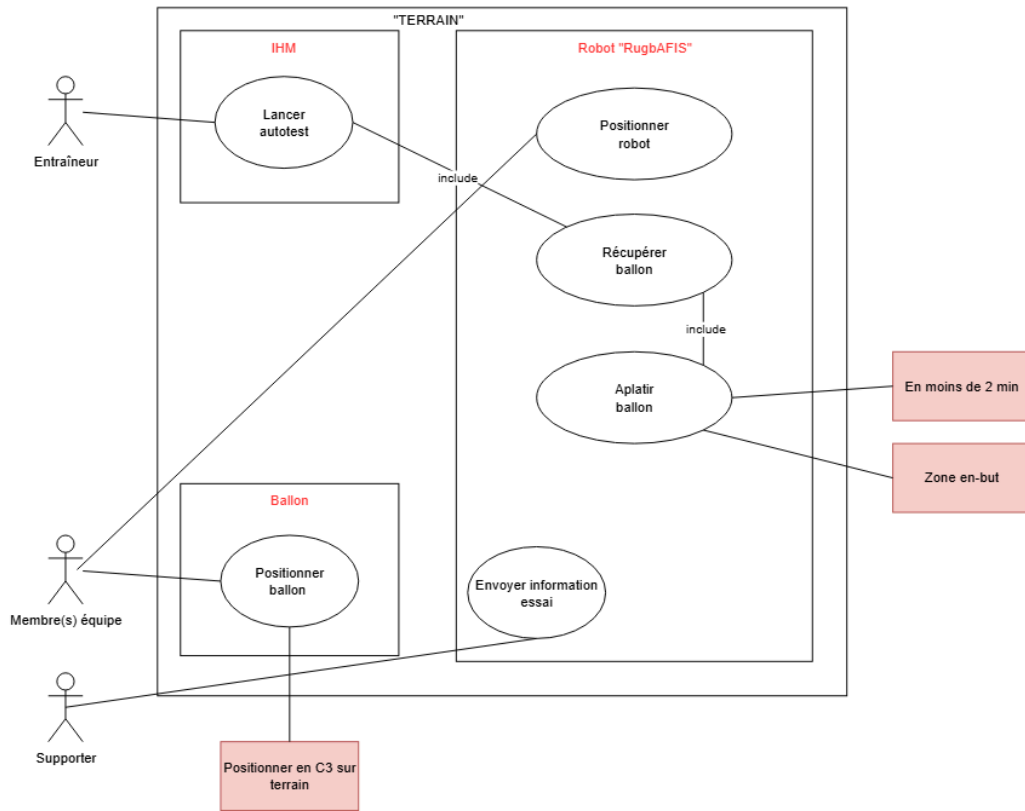 "TERRAIN"
IHM
Robot "RugbAFIS"
Lancer
autotest
Positionner
robot
Entraîneur
include
Récupérer
ballon
include
Aplatir
ballon
En moins de 2 min
Zone en-but
Ballon
Positionner
ballon
Envoyer information
essai
Membre(s) équipe
Supporter
Positionner en C3 sur
terrain